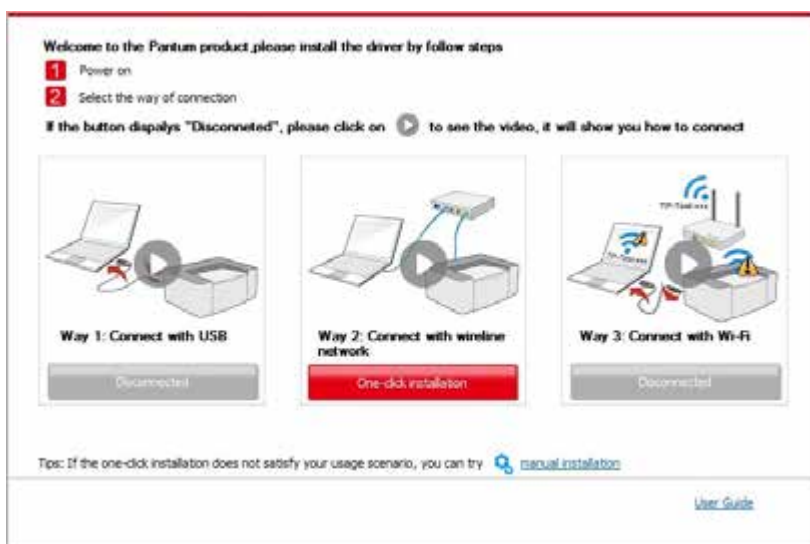 Welcome to the Pantum product,please install the driver by follow steps
1 Power on
2 Select the way of connection
If the button dispalys "Disconneted", please click on to see the video, it will show you how to connect
Way 1: Connect with USB
Disconnected
Way 2: Connect with wireline
network
One-click installation
Way 3: Connect with Wi-Fi
Disconnected
Tips: If the one-click installation does not satisfy your usage scenario, you can try manual installation
User Guide